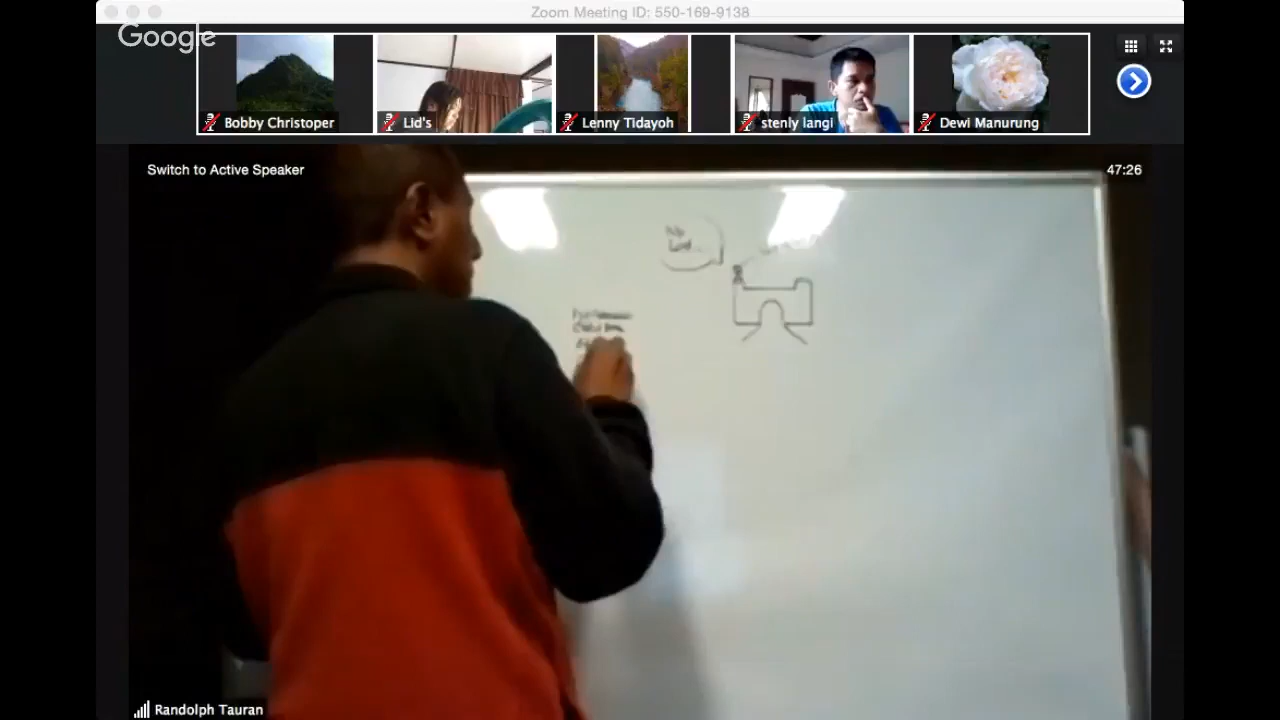 Zoom Meeting ID: 550-169-9138
Google
Bobby Christoper
Lid's
Lenny Tidayoh
stenly langi
Dewi Manurung
Switch to Active Speaker
47:26
Randolph Tauran